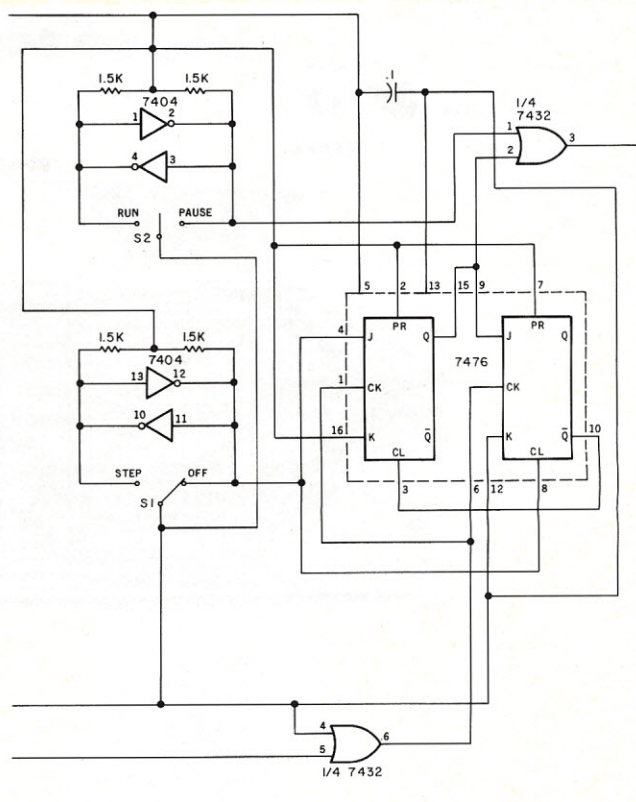 .1
1.5K 1.5K
7404
1 2
4 3
1/4
7432
1
2
3
RUN PAUSE
S2
5 2 13 15 9 7
1.5K 1.5K
7404
13 12
10 11
4 J PR Q
1 CK
16 K Q̅
CL
7476
J PR Q
CK
K Q̅ 10
CL
STEP OFF
S1
3 6 12 8
4
5
6
1/4 7432